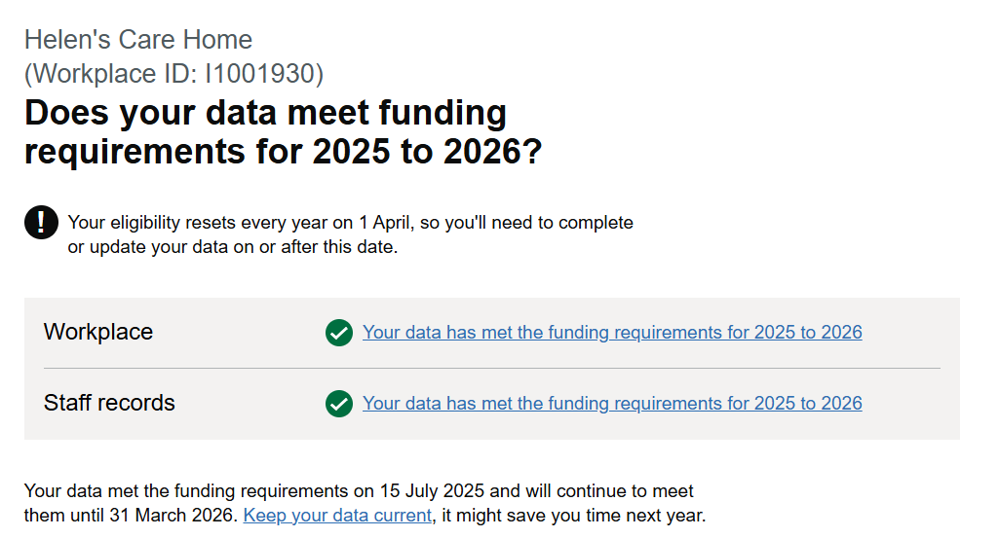 Helen's Care Home
(Workplace ID: I1001930)
Does your data meet funding
requirements for 2025 to 2026?
! Your eligibility resets every year on 1 April, so you'll need to complete
or update your data on or after this date.
Workplace Your data has met the funding requirements for 2025 to 2026
Staff records Your data has met the funding requirements for 2025 to 2026
Your data met the funding requirements on 15 July 2025 and will continue to meet
them until 31 March 2026. Keep your data current, it might save you time next year.